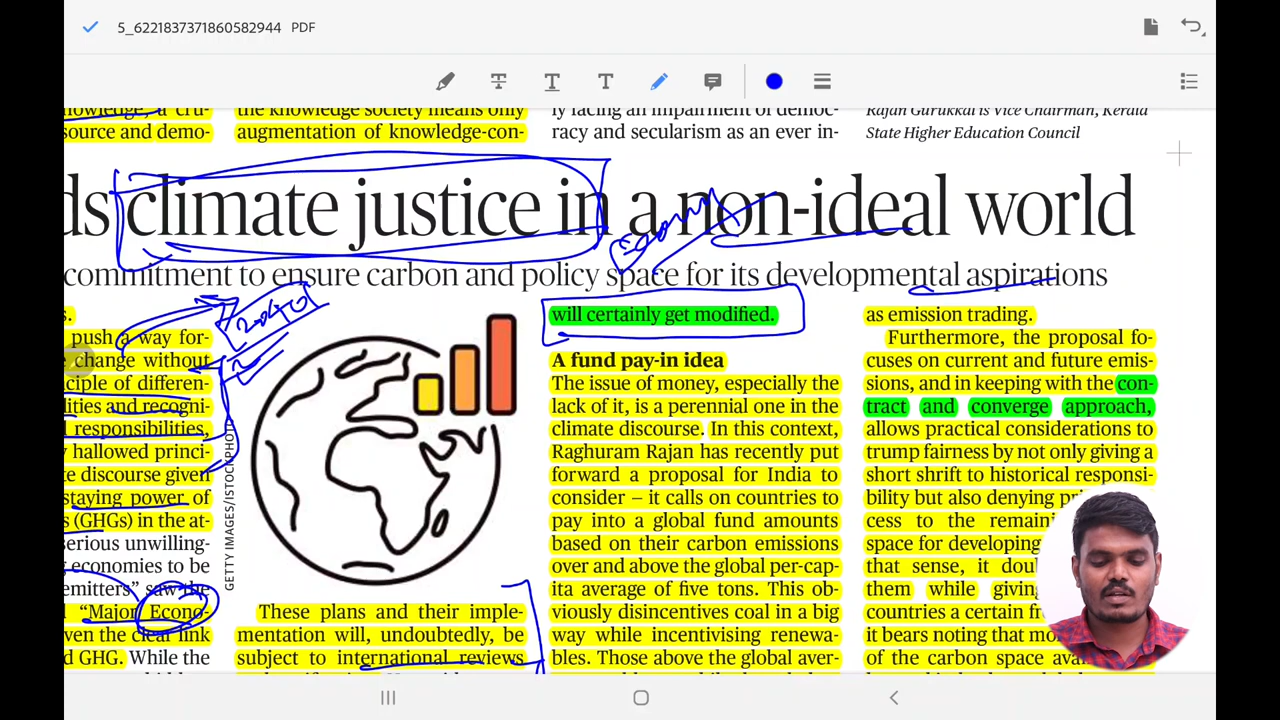 5_6221837371860582944 PDF
nowledge, a cru-
source and demo-
the knowledge society means only
augmentation of knowledge-con-
ly facing an impairment of democ-
racy and secularism as an ever in-
Rajan Gurukkal is Vice Chairman, Kerala
State Higher Education Council
ds climate justice in a non-ideal world
Economy
commitment to ensure carbon and policy space for its developmental aspirations
s.
push a way for-
change without
ciple of differen-
lities and recogni-
responsibilities,
hallowed princi-
te discourse given
staying power of
s (GHGs) in the at-
serious unwilling-
economies to be
emitters” saw the
“Major Econo-
ven the clear link
d GHG. While the
2040
GETTY IMAGES/ISTOCKPHOTO
These plans and their imple-
mentation will, undoubtedly, be
subject to international reviews
will certainly get modified.
A fund pay-in idea
The issue of money, especially the
lack of it, is a perennial one in the
climate discourse. In this context,
Raghuram Rajan has recently put
forward a proposal for India to
consider – it calls on countries to
pay into a global fund amounts
based on their carbon emissions
over and above the global per-cap-
ita average of five tons. This ob-
viously disincentives coal in a big
way while incentivising renewa-
bles. Those above the global aver-
as emission trading.
Furthermore, the proposal fo-
cuses on current and future emis-
sions, and in keeping with the con-
tract and converge approach,
allows practical considerations to
trump fairness by not only giving a
short shrift to historical responsi-
bility but also denying
cess to the
space for developing
that sense, it
them while
countries a certain
it bears noting that
of the carbon space